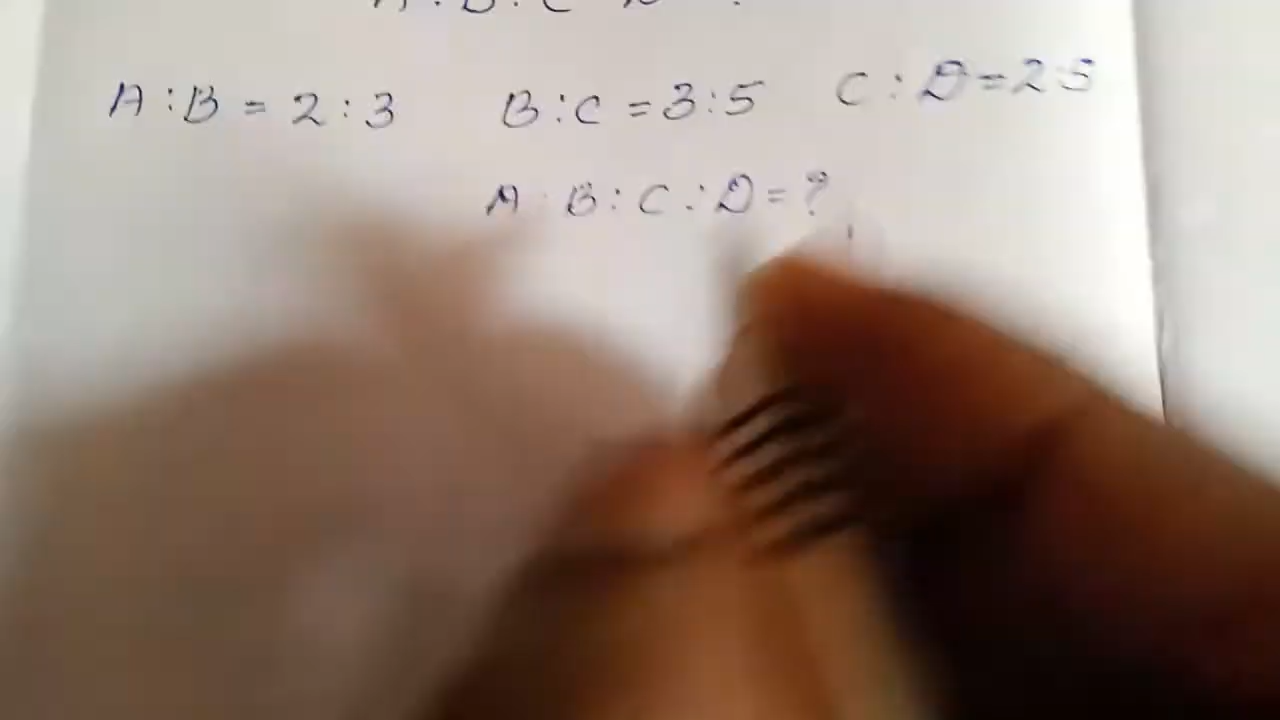 A:B = 2:3 B:C = 3:5 C:D = 2:5
A:B:C:D = ?